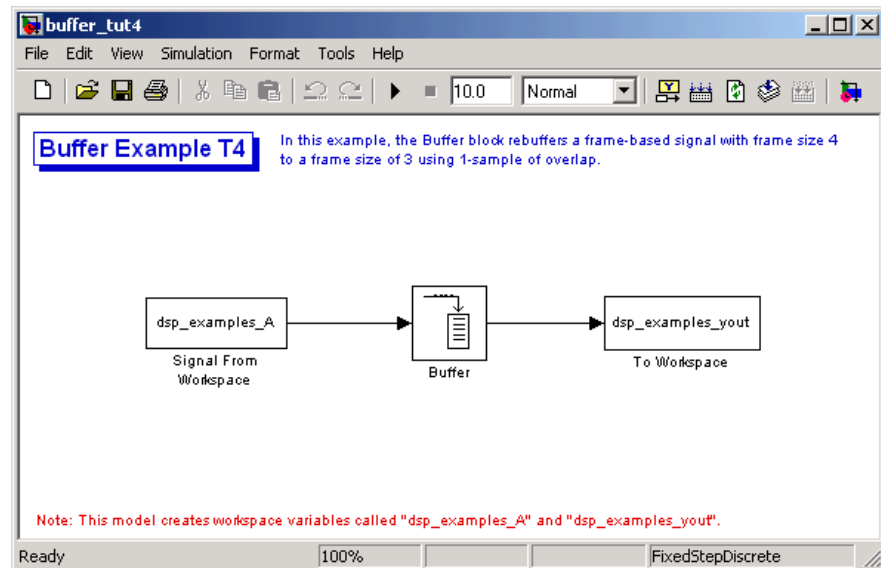 buffer_tut4
File Edit View Simulation Format Tools Help
10.0 Normal
Buffer Example T4
In this example, the Buffer block rebuffers a frame-based signal with frame size 4
to a frame size of 3 using 1-sample of overlap.
dsp_examples_A
Signal From
Workspace
Buffer
dsp_examples_yout
To Workspace
Note: This model creates workspace variables called "dsp_examples_A" and "dsp_examples_yout".
Ready 100% FixedStepDiscrete